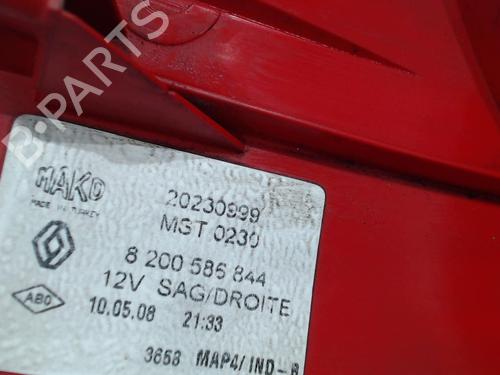 B-PARTS
MAKO
MADE IN TURKEY
20230999
MGT 0230
8 200 586 844
12V SAG/DROITE
ABO
10.05.08 21:33
3658 MAP4/IND-B